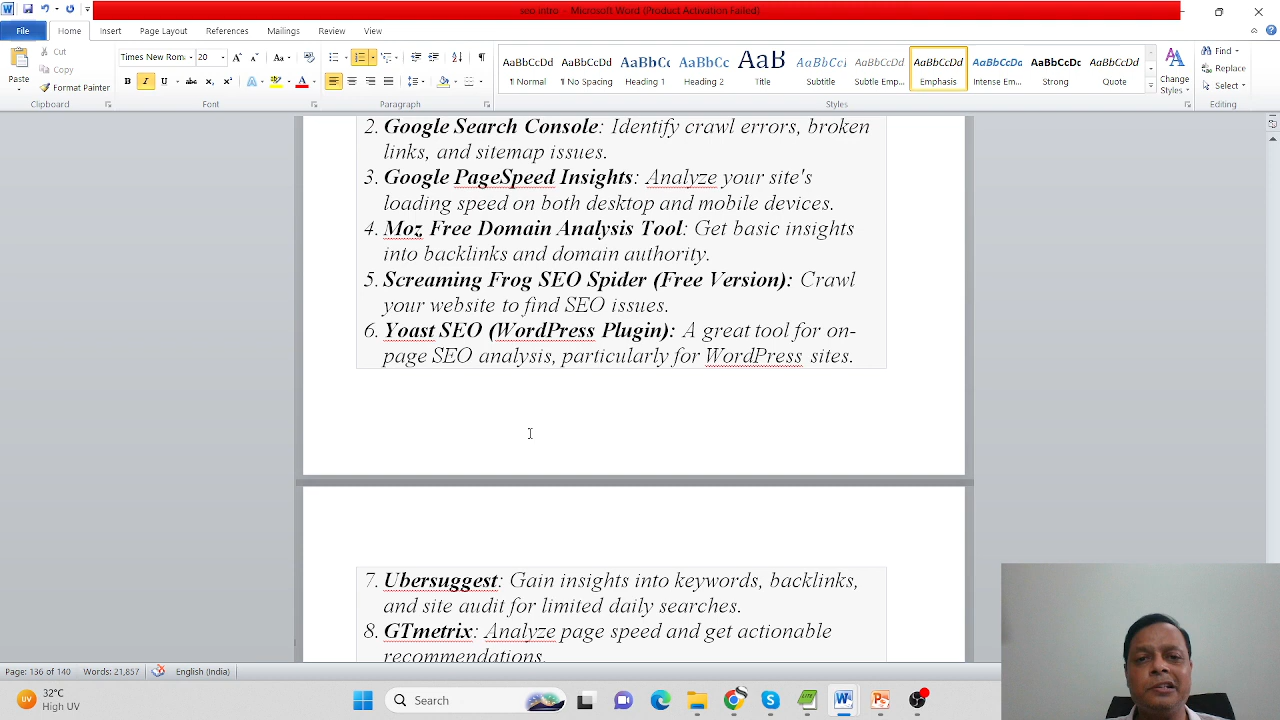 seo.intro - Microsoft Word (Product Activation Failed)
File Home Insert Page Layout References Mailings Review View
Paste
Cut
Copy
Format Painter
Clipboard
Times New Rom 20
Font
Paragraph
AaBbCcDd AaBbCcDd AaBbCc AaBbCc AaB AaBbCcL AaBbCcDd AaBbCcDd AaBbCcDd AaBbCcDc AaBbCcDd
¶ Normal ¶ No Spacing Heading 1 Heading 2 Title Subtitle Subtle Emp... Emphasis Intense Em... Strong Quote
Styles
Change Styles
Find
Replace
Select
Editing
2. Google Search Console: Identify crawl errors, broken
links, and sitemap issues.
3. Google PageSpeed Insights: Analyze your site's
loading speed on both desktop and mobile devices.
4. Moz Free Domain Analysis Tool: Get basic insights
into backlinks and domain authority.
5. Screaming Frog SEO Spider (Free Version): Crawl
your website to find SEO issues.
6. Yoast SEO (WordPress Plugin): A great tool for on-
page SEO analysis, particularly for WordPress sites.
7. Ubersuggest: Gain insights into keywords, backlinks,
and site audit for limited daily searches.
8. GTmetrix: Analyze page speed and get actionable
recommendations.
Page: 136 of 140 Words: 21,857 English (India)
32°C
High UV
Search